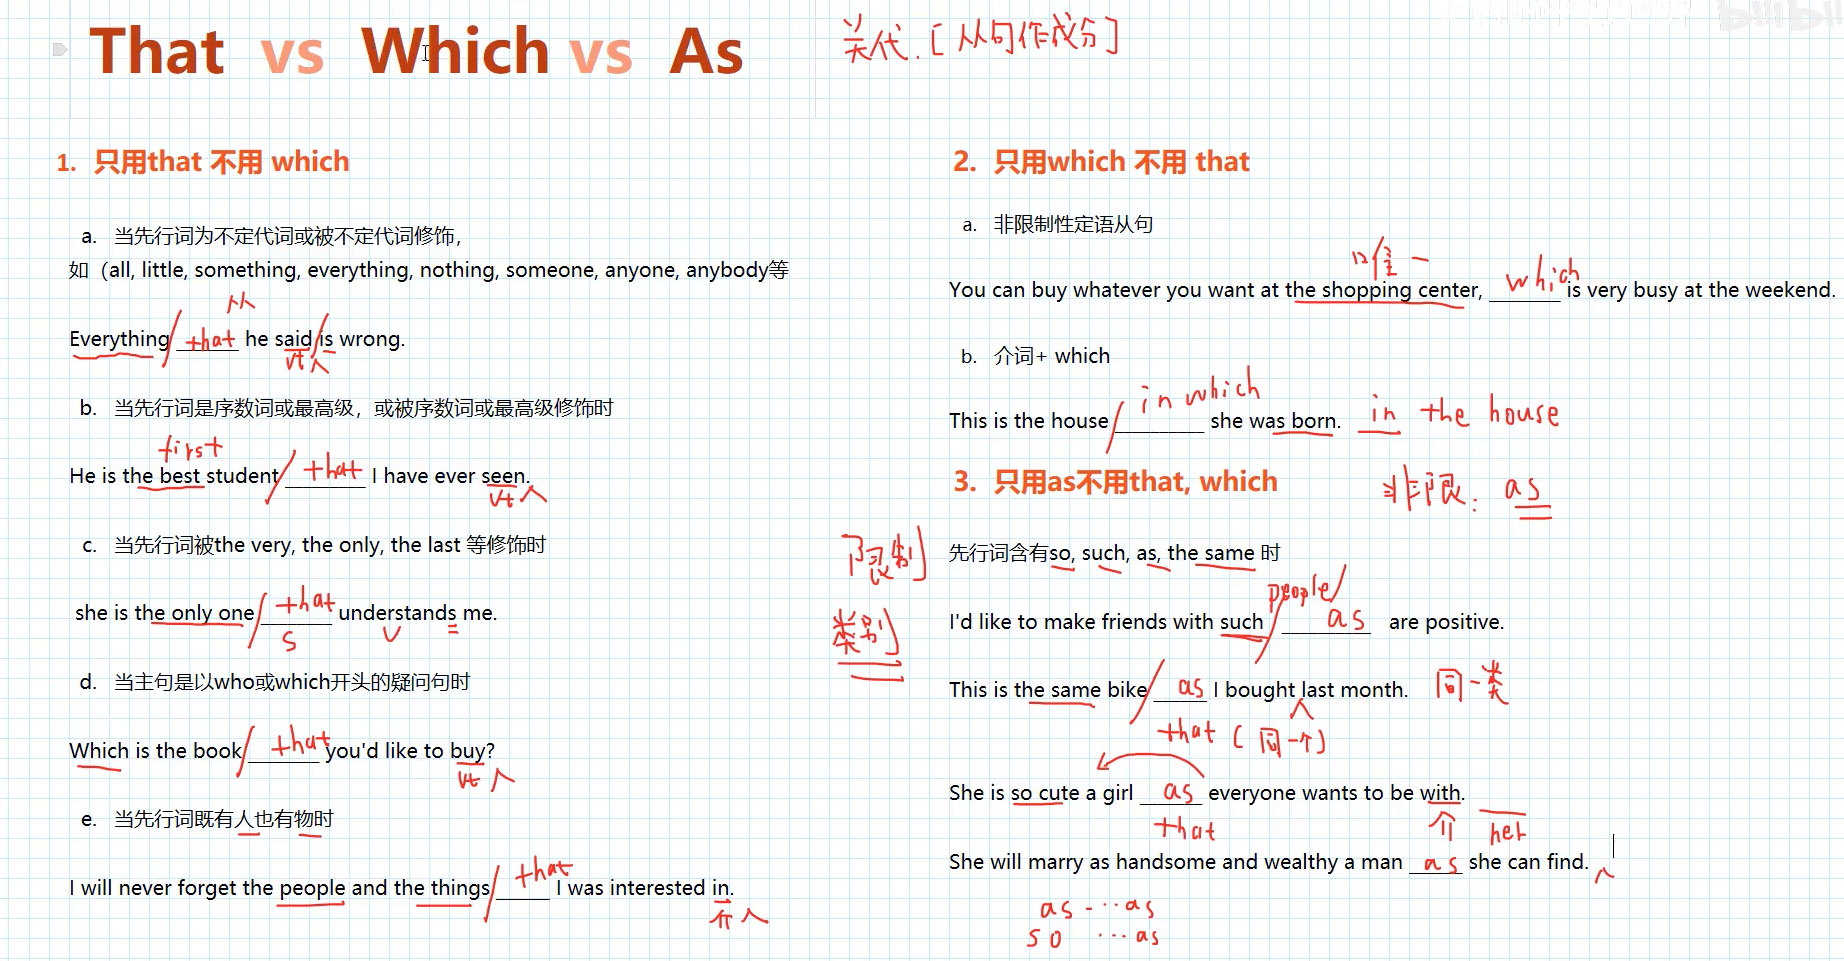 That vs Which vs As
关代.[从句作成分]
1. 只用that 不用 which
a. 当先行词为不定代词或被不定代词修饰,
如（all, little, something, everything, nothing, someone, anyone, anybody等
从
Everything that he said is wrong.
vt 人
b. 当先行词是序数词或最高级，或被序数词或最高级修饰时
first
He is the best student that I have ever seen.
vt 人
c. 当先行词被the very, the only, the last 等修饰时
she is the only one that understands me.
S V
d. 当主句是以who或which开头的疑问句时
Which is the book that you'd like to buy?
vt 人
e. 当先行词既有人也有物时
I will never forget the people and the things that I was interested in.
介 人
2. 只用which 不用 that
a. 非限制性定语从句
唯一
You can buy whatever you want at the shopping center, which is very busy at the weekend.
b. 介词+ which
This is the house in which she was born. in the house
3. 只用as不用that, which
非限: as
限制]
类别]
先行词含有so, such, as, the same 时
people
I'd like to make friends with such as are positive.
This is the same bike as I bought last month. 同一类
that [同一个]
She is so cute a girl as everyone wants to be with.
that 介 her
She will marry as handsome and wealthy a man as she can find.
as - ··· as
so ··· as
bilibili